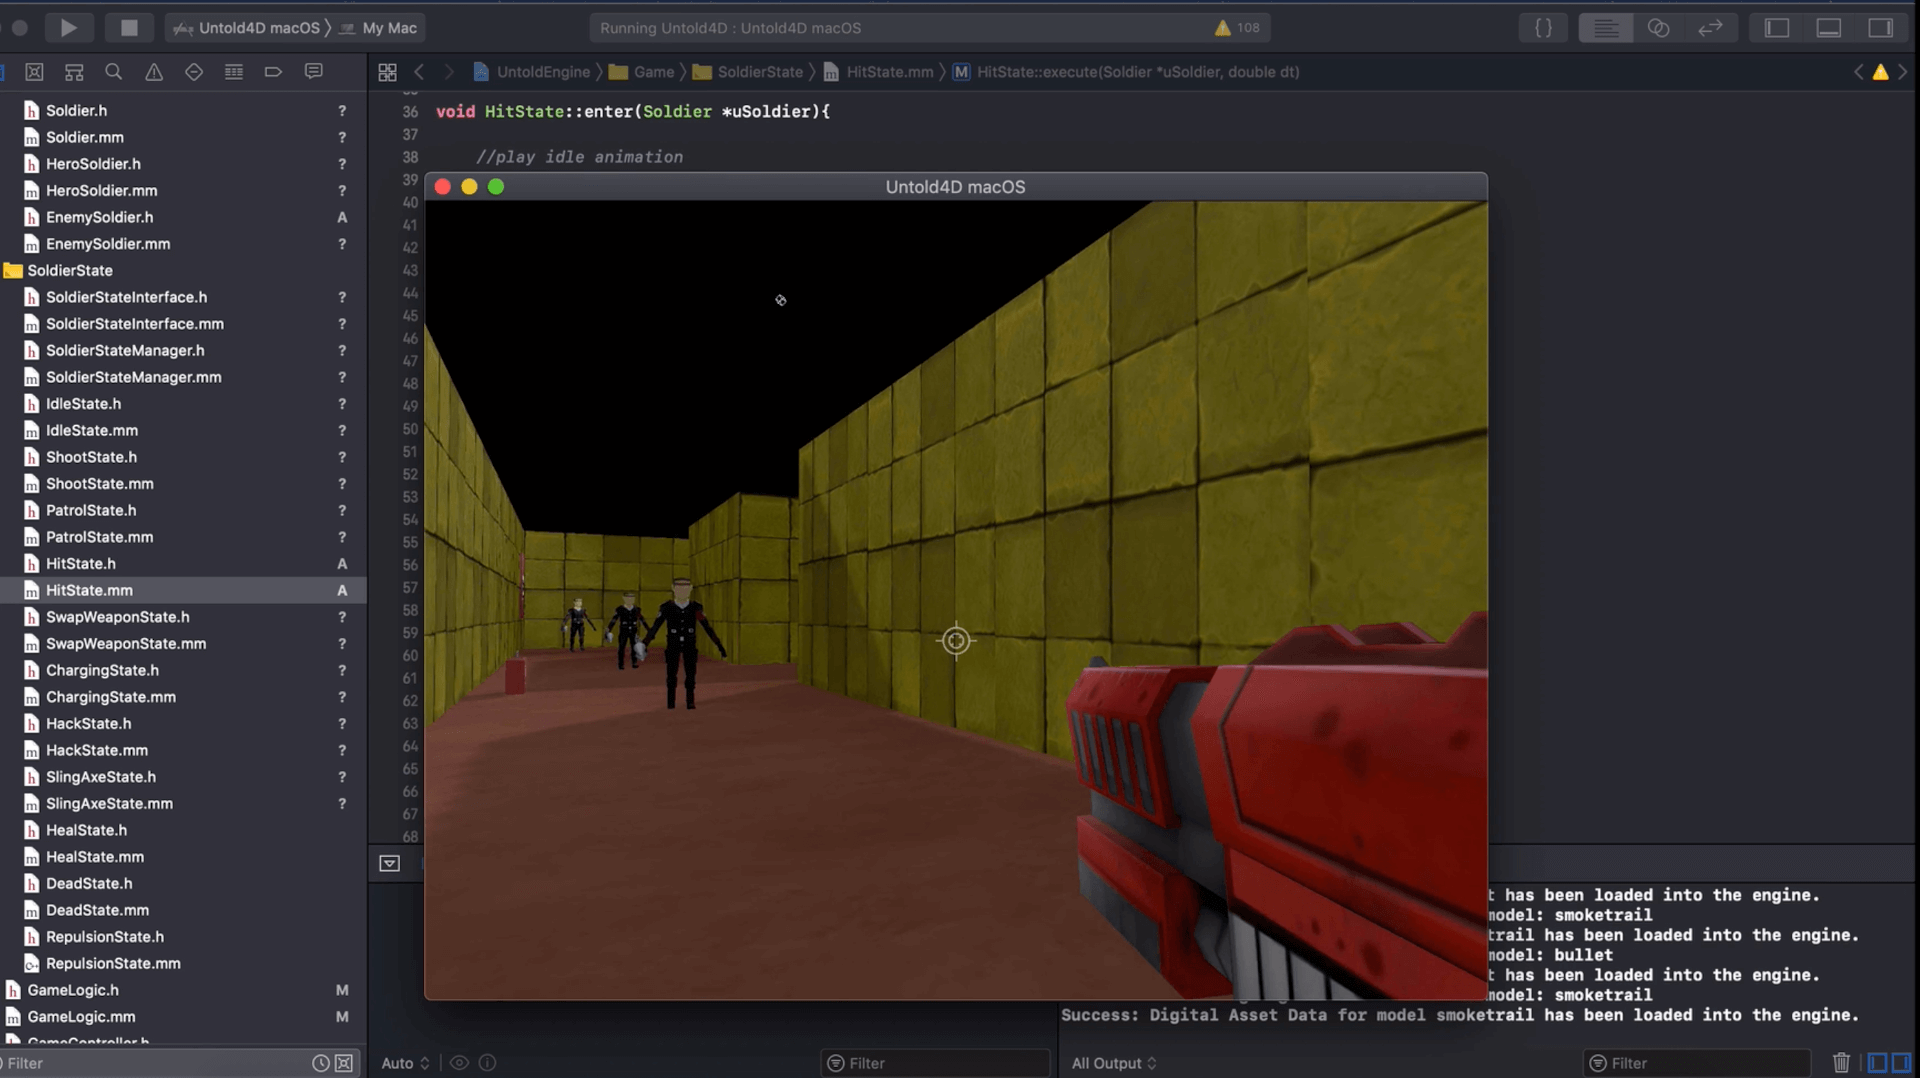 Untold4D macOS
My Mac
Running Untold4D : Untold4D macOS
108
UntoldEngine
Game
SoldierState
HitState.mm
M
HitState::execute(Soldier *uSoldier, double dt)
Soldier.h ?
Soldier.mm ?
HeroSoldier.h ?
HeroSoldier.mm ?
EnemySoldier.h A
EnemySoldier.mm ?
SoldierState
SoldierStateInterface.h ?
SoldierStateInterface.mm ?
SoldierStateManager.h ?
SoldierStateManager.mm ?
IdleState.h ?
IdleState.mm ?
ShootState.h ?
ShootState.mm ?
PatrolState.h ?
PatrolState.mm ?
HitState.h A
HitState.mm A
SwapWeaponState.h ?
SwapWeaponState.mm ?
ChargingState.h ?
ChargingState.mm ?
HackState.h ?
HackState.mm ?
SlingAxeState.h ?
SlingAxeState.mm ?
HealState.h
HealState.mm
DeadState.h
DeadState.mm
RepulsionState.h
RepulsionState.mm
GameLogic.h M
GameLogic.mm M
GameController.h
Filter
36 void HitState::enter(Soldier *uSoldier){
37
38 //play idle animation
39
40
41
42
43
44
45
46
47
48
49
50
51
52
53
54
55
56
57
58
59
60
61
62
63
64
65
66
67
68
Untold4D macOS
t has been loaded into the engine.
model: smoketrail
trail has been loaded into the engine.
model: bullet
t has been loaded into the engine.
model: smoketrail
Success: Digital Asset Data for model smoketrail has been loaded into the engine.
Auto
Filter
All Output
Filter